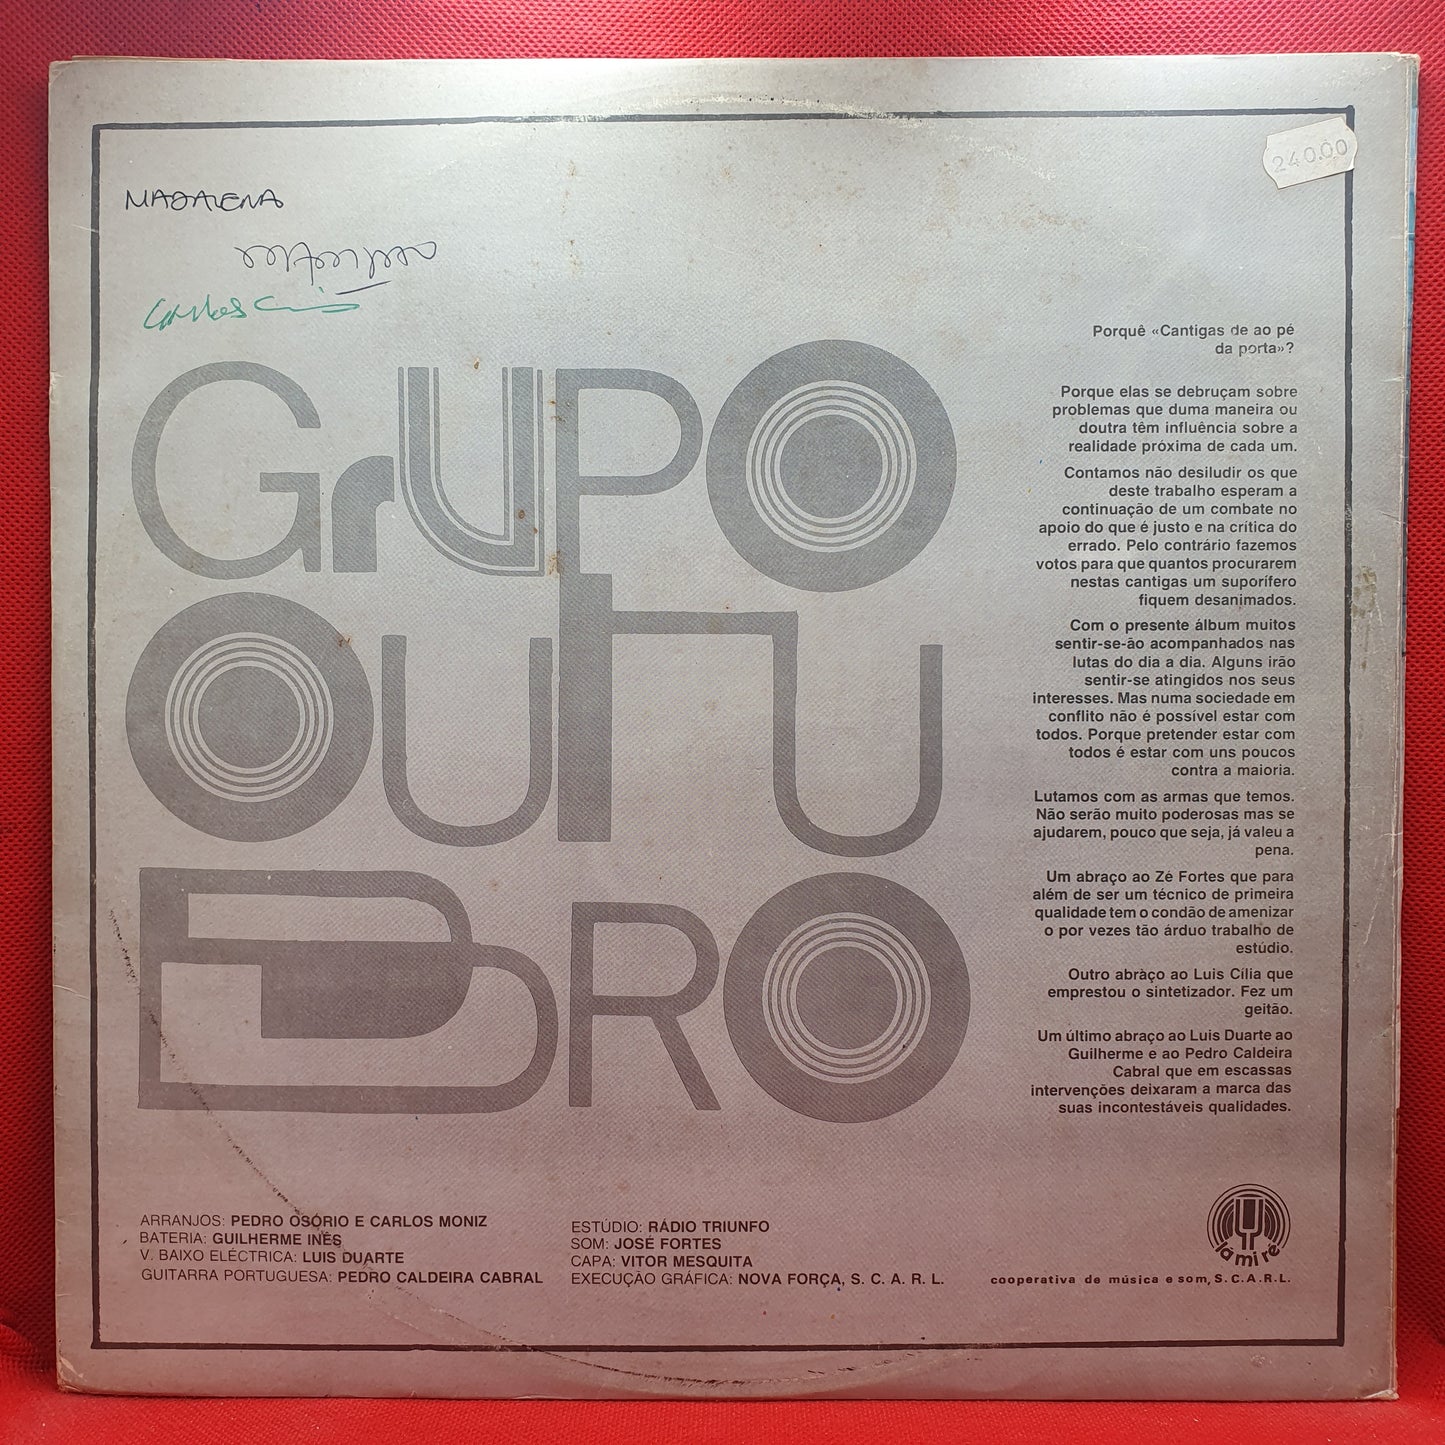 240.00
MADALENA
GrUPO
OUTU
BRO
Porquê «Cantigas de ao pé
da porta»?
Porque elas se debruçam sobre
problemas que duma maneira ou
doutra têm influência sobre a
realidade próxima de cada um.
Contamos não desiludir os que
deste trabalho esperam a
continuação de um combate no
apoio do que é justo e na crítica do
errado. Pelo contrário fazemos
votos para que quantos procurarem
nestas cantigas um suporífero
fiquem desanimados.
Com o presente álbum muitos
sentir-se-ão acompanhados nas
lutas do dia a dia. Alguns irão
sentir-se atingidos nos seus
interesses. Mas numa sociedade em
conflito não é possível estar com
todos. Porque pretender estar com
todos é estar com uns poucos
contra a maioria.
Lutamos com as armas que temos.
Não serão muito poderosas mas se
ajudarem, pouco que seja, já valeu a
pena.
Um abraço ao Zé Fortes que para
além de ser um técnico de primeira
qualidade tem o condão de amenizar
o por vezes tão árduo trabalho de
estúdio.
Outro abràço ao Luis Cília que
emprestou o sintetizador. Fez um
geitão.
Um último abraço ao Luis Duarte ao
Guilherme e ao Pedro Caldeira
Cabral que em escassas
intervenções deixaram a marca das
suas incontestáveis qualidades.
ARRANJOS: PEDRO OSÓRIO E CARLOS MONIZ
BATERIA: GUILHERME INÊS
V. BAIXO ELÉCTRICA: LUIS DUARTE
GUITARRA PORTUGUESA: PEDRO CALDEIRA CABRAL
ESTÚDIO: RÁDIO TRIUNFO
SOM: JOSÉ FORTES
CAPA: VITOR MESQUITA
EXECUÇÃO GRÁFICA: NOVA FORÇA, S. C. A. R. L.
lá mi ré
cooperativa de música e som, S.C.A.R.L.